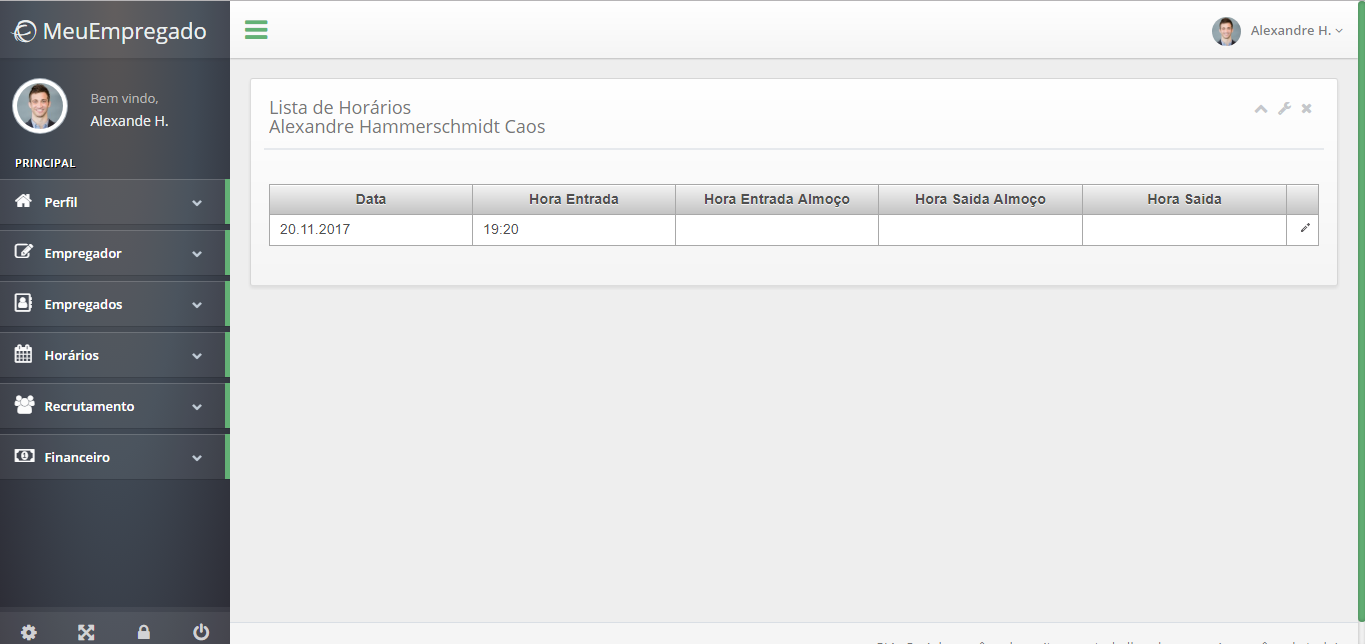 MeuEmpregado
Alexandre H.
Bem vindo,
Alexande H.
PRINCIPAL
Perfil
Empregador
Empregados
Horários
Recrutamento
Financeiro
Lista de Horários
Alexandre Hammerschmidt Caos
Data Hora Entrada Hora Entrada Almoço Hora Saida Almoço Hora Saida
20.11.2017 19:20